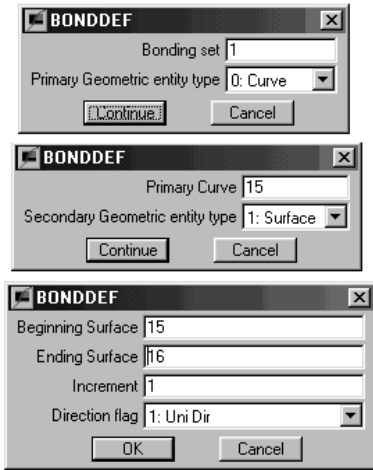 BONDDEF
Bonding set 1
Primary Geometric entity type 0: Curve
Continue Cancel
BONDDEF
Primary Curve 15
Secondary Geometric entity type 1: Surface
Continue Cancel
BONDDEF
Beginning Surface 15
Ending Surface 16
Increment 1
Direction flag 1: Uni Dir
OK Cancel